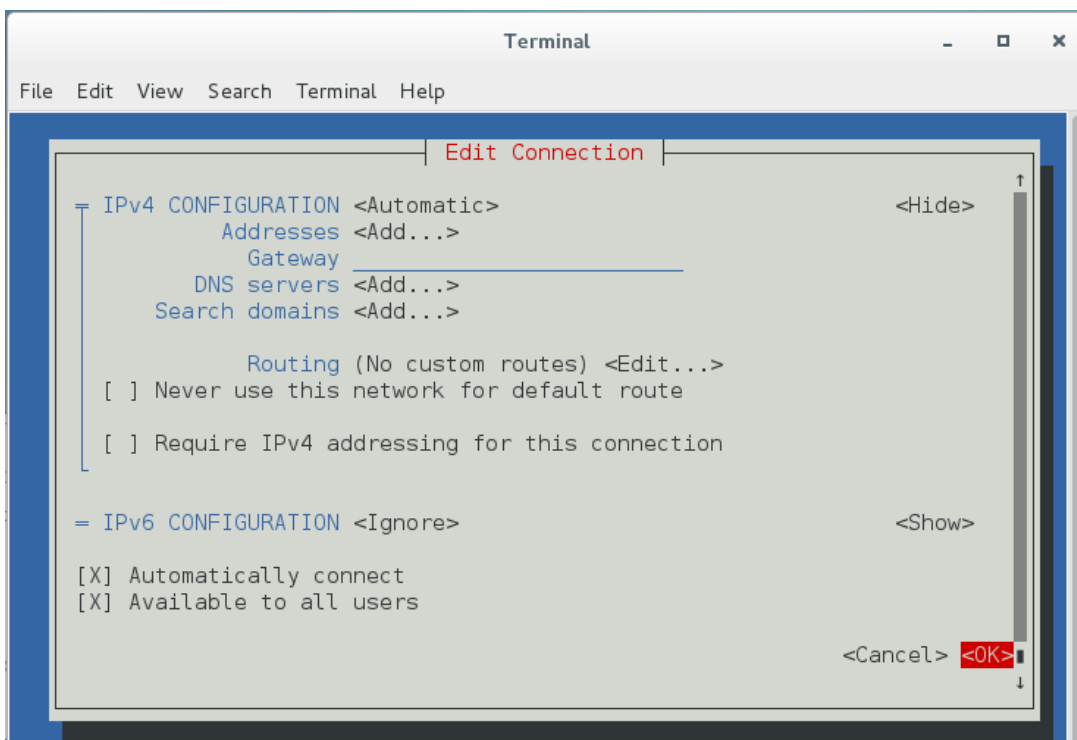 Terminal
File Edit View Search Terminal Help
Edit Connection
IPv4 CONFIGURATION <Automatic> <Hide>
Addresses <Add...>
Gateway
DNS servers <Add...>
Search domains <Add...>
Routing (No custom routes) <Edit...>
[ ] Never use this network for default route
[ ] Require IPv4 addressing for this connection
= IPv6 CONFIGURATION <Ignore> <Show>
[X] Automatically connect
[X] Available to all users
<Cancel> <OK>